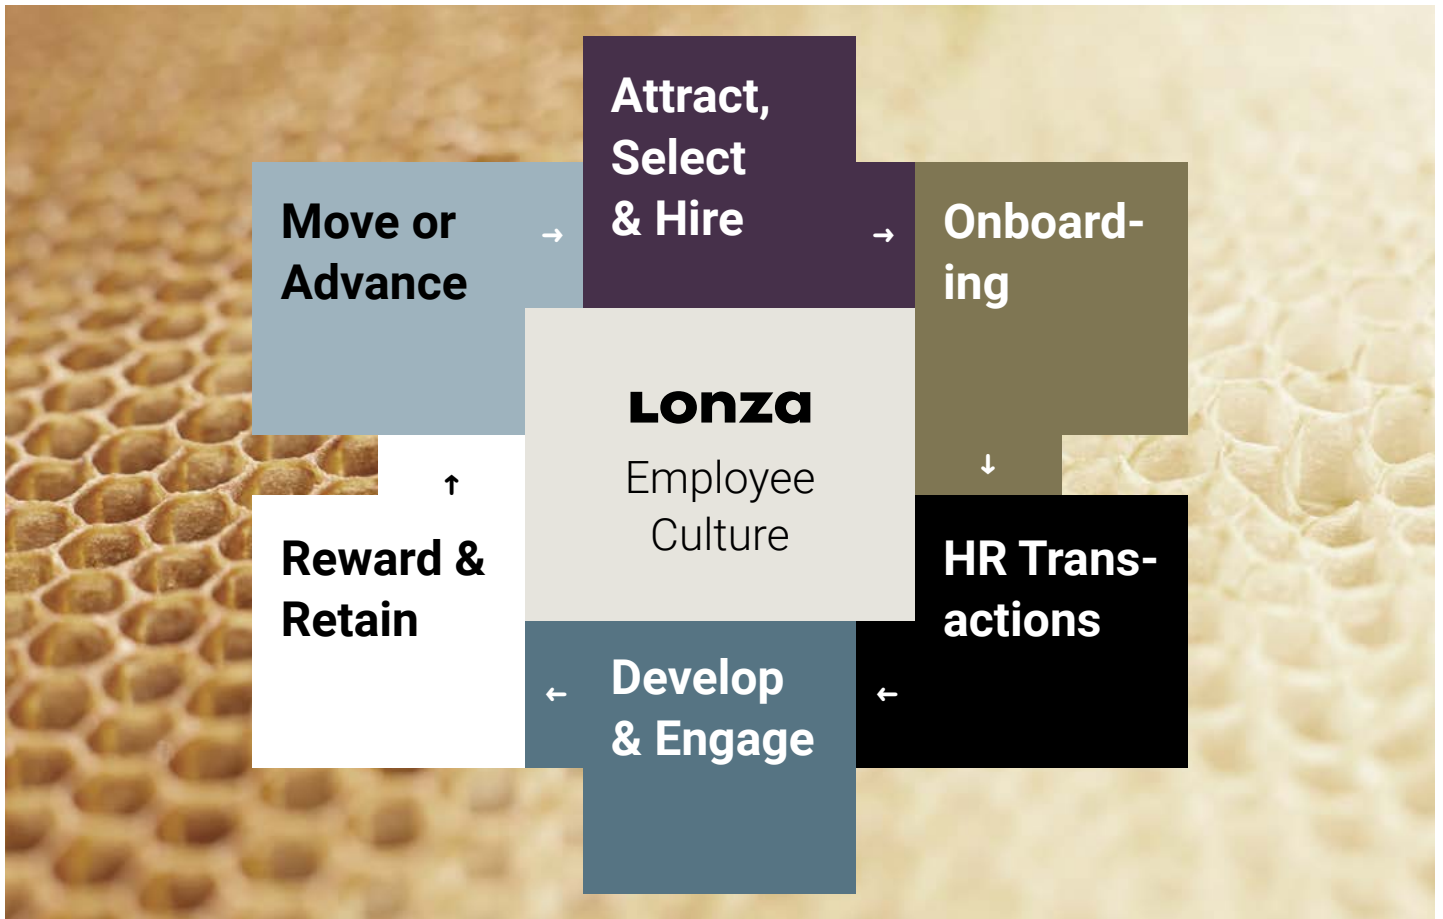 Attract,
Select
& Hire
Move or
Advance
→
→
Onboard-
ing
Lonza
Employee
Culture
↑
↓
Reward &
Retain
HR Trans-
actions
Develop
& Engage
←
←